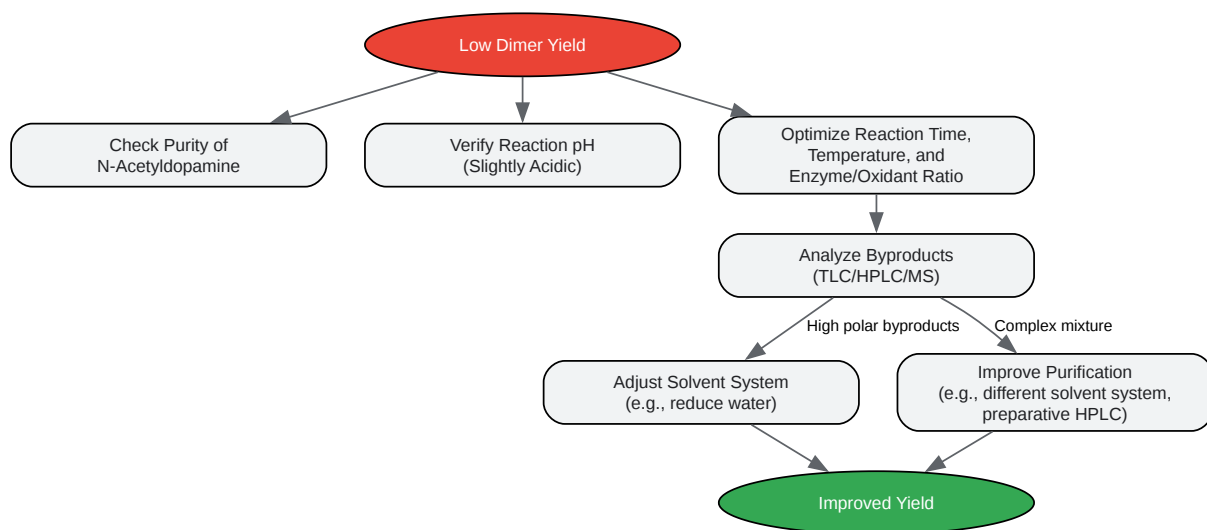 Low Dimer Yield
Check Purity of
N-Acetyldopamine
Verify Reaction pH
(Slightly Acidic)
Optimize Reaction Time,
Temperature, and
Enzyme/Oxidant Ratio
Analyze Byproducts
(TLC/HPLC/MS)
High polar byproducts
Complex mixture
Adjust Solvent System
(e.g., reduce water)
Improve Purification
(e.g., different solvent system,
preparative HPLC)
Improved Yield